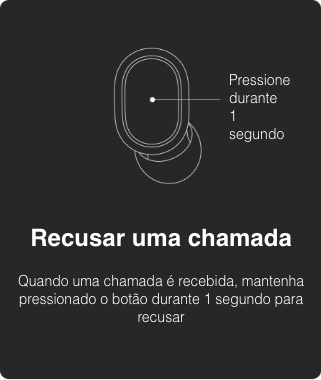 Pressione
durante
1
segundo
Recusar uma chamada
Quando uma chamada é recebida, mantenha
pressionado o botão durante 1 segundo para
recusar